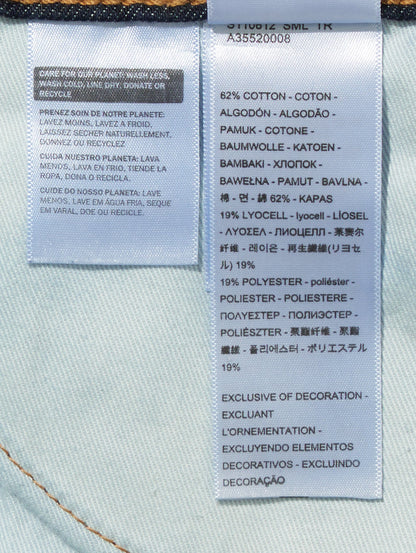 CARE FOR OUR PLANET: WASH LESS,
WASH COLD, LINE DRY, DONATE OR
RECYCLE
PRENEZ SOIN DE NOTRE PLANETE:
LAVEZ MOINS, LAVEZ A FROID,
LAISSEZ SECHER NATURELLEMENT,
DONNEZ OU RECYCLEZ
CUIDA NUESTRO PLANETA: LAVA
MENOS, LAVA EN FRIO, TIENDE LA
ROPA, DONA O RECICLA.
CUIDE DO NOSSO PLANETA: LAVE
MENOS, LAVE EM ÁGUA FRIA, SEQUE
EM VARAL, DOE OU RECICLE.
S110612 SML TR
A35520008
62% COTTON - COTON -
ALGODÓN - ALGODÃO -
PAMUK - COTONE -
BAUMWOLLE - KATOEN -
BAMBAKI - ХЛОПОК -
BAWEŁNA - PAMUT - BAVLNA -
棉 - 면 - 綿 62% - KAPAS
19% LYOCELL - lyocell - LİOSEL
- ΛΥΟΣΕΛ - ЛИОЦЕЛЛ - 莱赛尔
纤维 - 레이온 - 再生纖維(リヨセ
ル) 19%
19% POLYESTER - poliéster -
POLIESTER - POLIESTERE -
ΠΟΛΥΕΣΤΕΡ - ПОЛИЭСТЕР -
POLIÉSZTER - 聚酯纤维 - 聚酯
纖維 - 폴리에스터 - ポリエステル
19%
EXCLUSIVE OF DECORATION -
EXCLUANT
L'ORNEMENTATION -
EXCLUYENDO ELEMENTOS
DECORATIVOS - EXCLUINDO
DECORAÇÃO